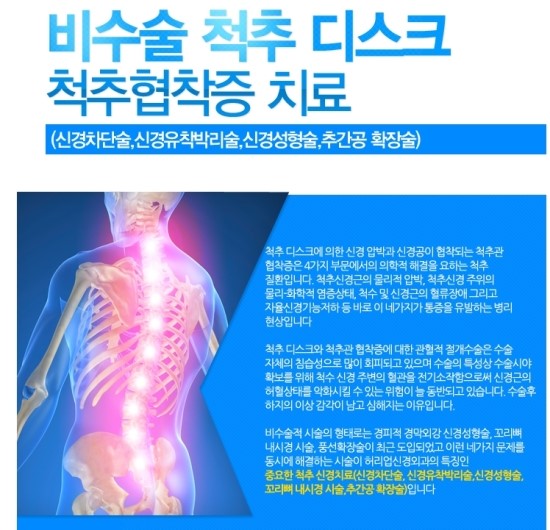 비수술 척추 디스크
척추협착증 치료
(신경차단술,신경유착박리술,신경성형술,추간공 확장술)
척추 디스크에 의한 신경 압박과 신경공이 협착되는 척추관
협착증은 4가지 부문에서의 의학적 해결을 요하는 척추
질환입니다. 척추신경근의 물리적 압박, 척추신경 주위의
물리-화학적 염증상태, 척수 및 신경근의 혈류장애 그리고
자율신경기능저하 등 바로 이 네가지가 통증을 유발하는 병리
현상입니다
척추 디스크와 척추관 협착증에 대한 관혈적 절개수술은 수술
자체의 침습성으로 많이 회피되고 있으며 수술의 특성상 수술시야
확보를 위해 척수 신경 주변의 혈관을 전기소작함으로써 신경근의
허혈상태를 악화시킬 수 있는 위험이 늘 동반되고 있습니다. 수술후
하지의 이상 감각이 남고 심해지는 이유입니다.
비수술적 시술의 형태로는 경피적 경막외강 신경성형술, 꼬리뼈
내시경 시술, 풍선확장술이 최근 도입되었고 이런 네가지 문제를
동시에 해결하는 시술이 허리업신경외과의 특징인
중요한 척추 신경치료(신경차단술, 신경유착박리술,신경성형술,
꼬리뼈 내시경 시술,추간공 확장술)입니다